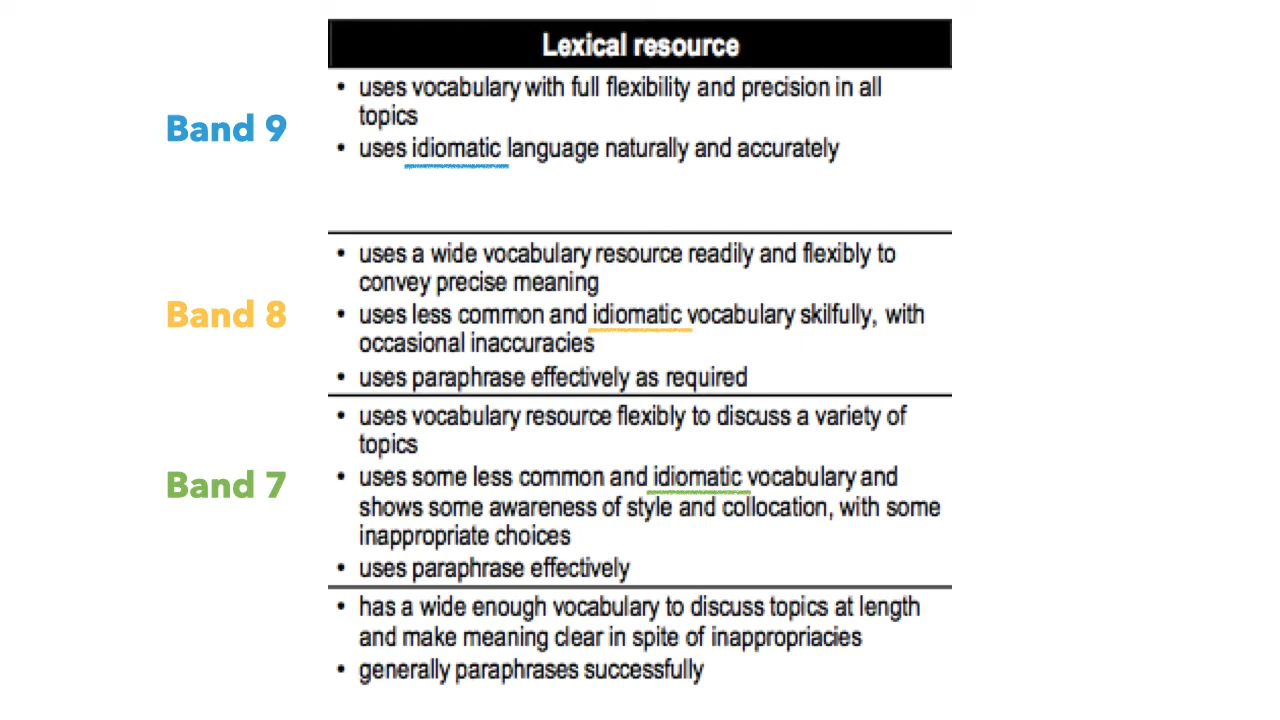 Lexical resource
Band 9
• uses vocabulary with full flexibility and precision in all
topics
• uses idiomatic language naturally and accurately
Band 8
• uses a wide vocabulary resource readily and flexibly to
convey precise meaning
• uses less common and idiomatic vocabulary skilfully, with
occasional inaccuracies
• uses paraphrase effectively as required
Band 7
• uses vocabulary resource flexibly to discuss a variety of
topics
• uses some less common and idiomatic vocabulary and
shows some awareness of style and collocation, with some
inappropriate choices
• uses paraphrase effectively
• has a wide enough vocabulary to discuss topics at length
and make meaning clear in spite of inappropriacies
• generally paraphrases successfully